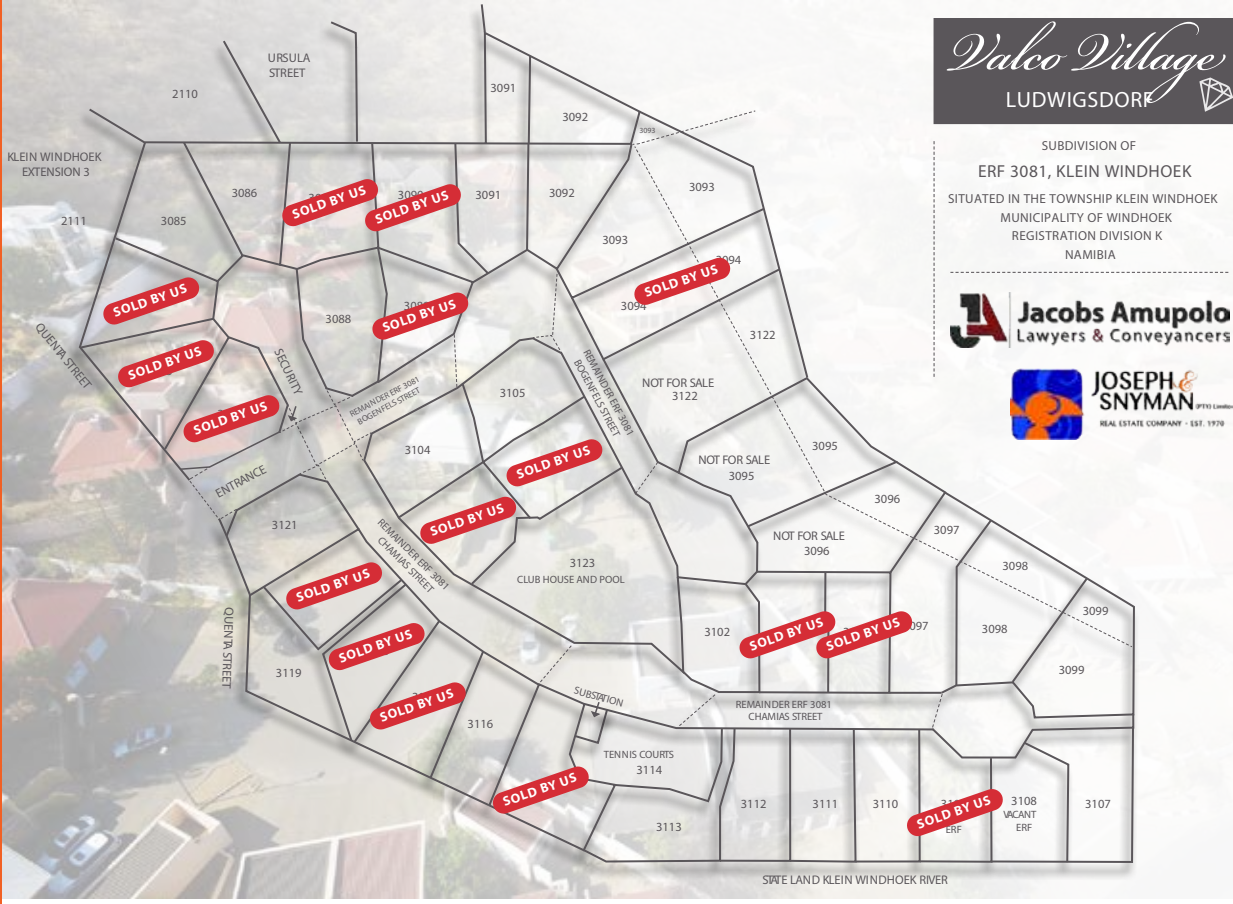 Valco Village
LUDWIGSDORF
SUBDIVISION OF
ERF 3081, KLEIN WINDHOEK
SITUATED IN THE TOWNSHIP KLEIN WINDHOEK
MUNICIPALITY OF WINDHOEK
REGISTRATION DIVISION K
NAMIBIA
JA
Jacobs Amupolo
Lawyers & Conveyancers
JOSEPH &
SNYMAN
(PTY) Limited
REAL ESTATE COMPANY - EST. 1970
URSULA
STREET
2110
3091
3092
3093
KLEIN WINDHOEK
EXTENSION 3
2111
3085
3086
SOLD BY US
SOLD BY US
3091
3092
3093
3093
SOLD BY US
3094
SOLD BY US
3088
SOLD BY US
3094
3122
QUENTA STREET
SOLD BY US
SECURITY
REMAINDER ERF 3081
BOGENFELS STREET
REMAINDER ERF 3081
BOGENFELS STREET
NOT FOR SALE
3122
3105
SOLD BY US
3104
SOLD BY US
NOT FOR SALE
3095
3095
ENTRANCE
SOLD BY US
3096
3121
REMAINDER ERF 3081
CHAMIAS STREET
NOT FOR SALE
3096
3097
3098
3123
CLUB HOUSE AND POOL
SOLD BY US
QUENTA STREET
3119
SOLD BY US
3102
SOLD BY US
SOLD BY US
3097
3098
3099
3099
SOLD BY US
3116
SUBSTATION
REMAINDER ERF 3081
CHAMIAS STREET
TENNIS COURTS
3114
SOLD BY US
3113
3112
3111
3110
SOLD BY US
ERF
3108
VACANT
ERF
3107
STATE LAND KLEIN WINDHOEK RIVER